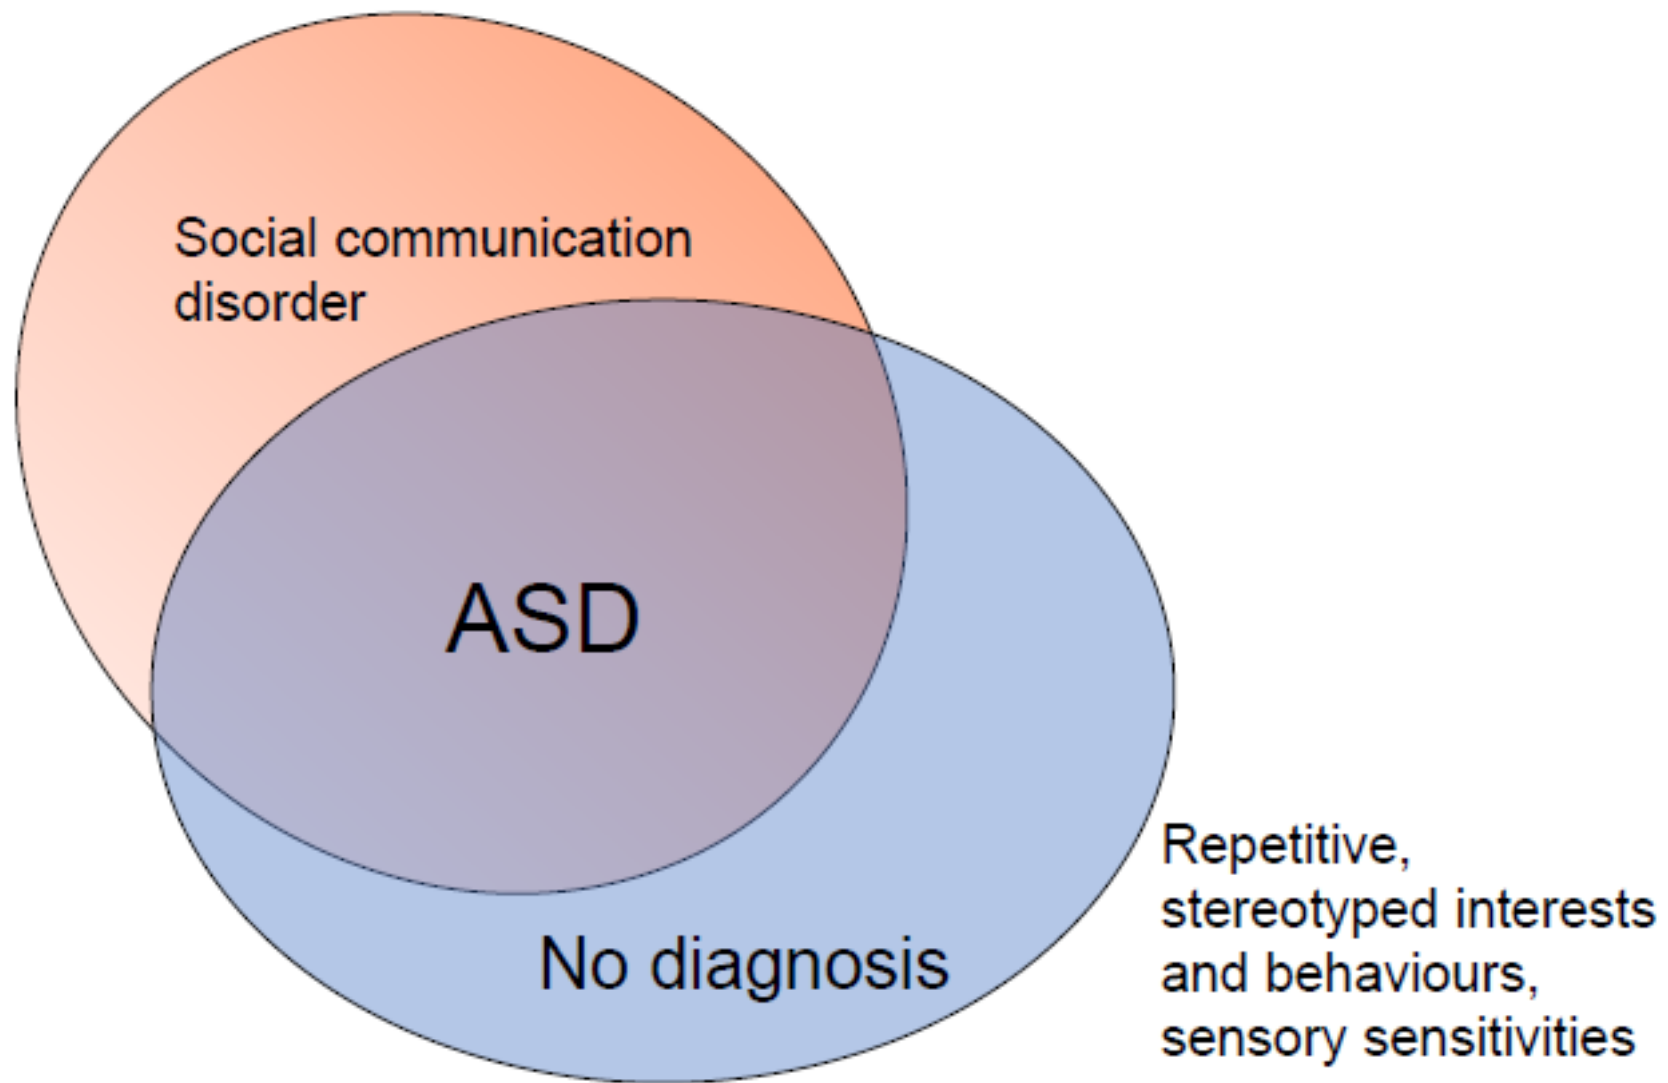 Social communication
disorder
ASD
No diagnosis
Repetitive,
stereotyped interests
and behaviours,
sensory sensitivities